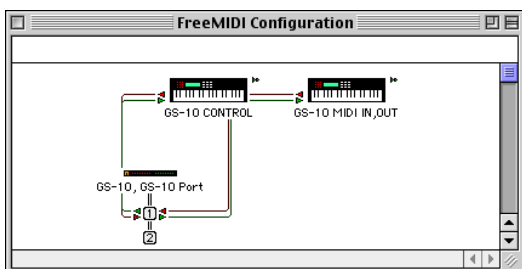 FreeMIDI Configuration
GS-10 CONTROL
GS-10 MIDI IN,OUT
GS-10, GS-10 Port
1
2